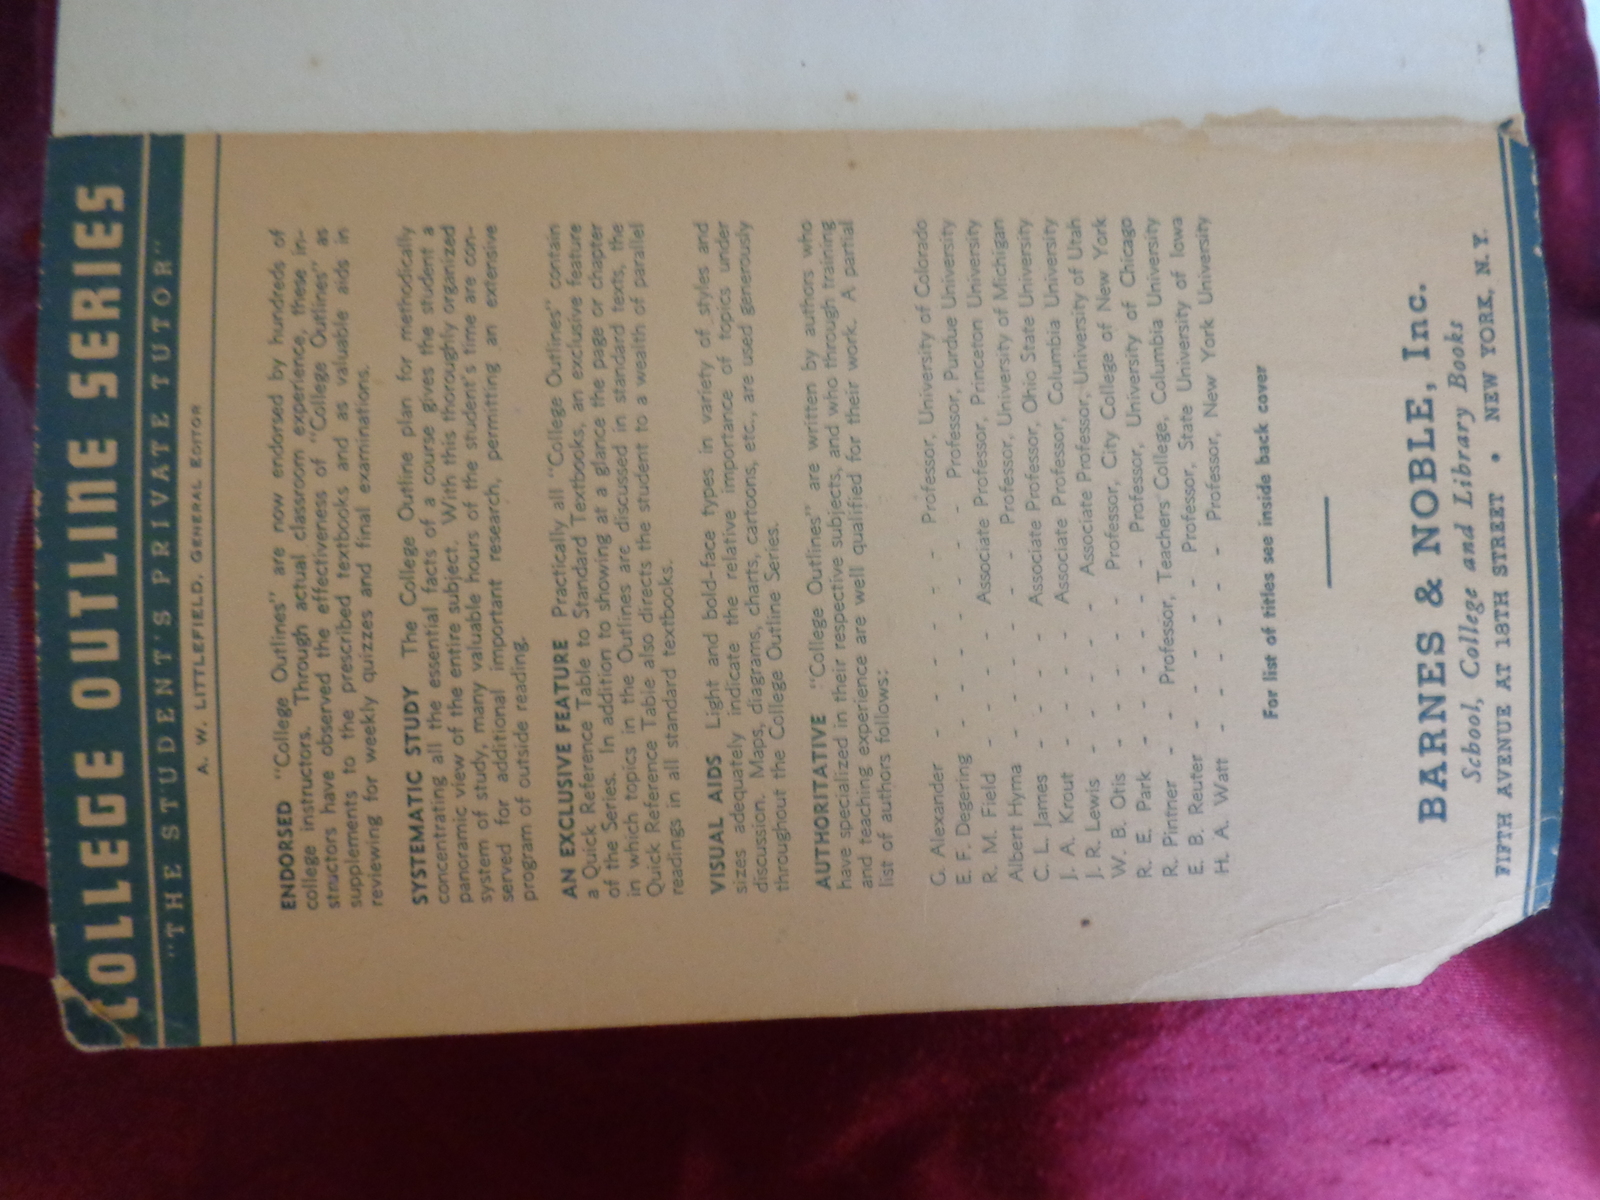 COLLEGE OUTLINE SERIES
"THE STUDENT'S PRIVATE TUTOR"
A. W. LITTLEFIELD, GENERAL EDITOR
ENDORSED "College Outlines" are now endorsed by hundreds of
college instructors. Through actual classroom experience, these in-
structors have observed the effectiveness of "College Outlines" as
supplements to the prescribed textbooks and as valuable aids in
reviewing for weekly quizzes and final examinations.
SYSTEMATIC STUDY The College Outline plan for methodically
concentrating all the essential facts of a course gives the student a
panoramic view of the entire subject. With this thoroughly organized
system of study, many valuable hours of the student's time are con-
served for additional important research, permitting an extensive
program of outside reading.
AN EXCLUSIVE FEATURE Practically all "College Outlines" contain
a Quick Reference Table to Standard Textbooks, an exclusive feature
of the Series. In addition to showing at a glance the page or chapter
in which topics in the Outlines are discussed in standard texts, the
Quick Reference Table also directs the student to a wealth of parallel
readings in all standard textbooks.
VISUAL AIDS Light and bold-face types in variety of styles and
sizes adequately indicate the relative importance of topics under
discussion. Maps, diagrams, charts, cartoons, etc., are used generously
throughout the College Outline Series.
AUTHORITATIVE "College Outlines" are written by authors who
have specialized in their respective subjects, and who through training
and teaching experience are well qualified for their work. A partial
list of authors follows:
G. Alexander - - - - - Professor, University of Colorado
E. F. Degering - - - - - Professor, Purdue University
R. M. Field - - - - Associate Professor, Princeton University
Albert Hyma - - - - - Professor, University of Michigan
C. L. James - - - - Associate Professor, Ohio State University
J. A. Krout - - - - Associate Professor, Columbia University
J. R. Lewis - - - - Associate Professor, University of Utah
W. B. Otis - - - - Professor, City College of New York
R. E. Park - - - - - Professor, University of Chicago
R. Pintner - - Professor, Teachers College, Columbia University
E. B. Reuter - - - - Professor, State University of Iowa
H. A. Watt - - - - - Professor, New York University
For list of titles see inside back cover
BARNES & NOBLE, Inc.
School, College and Library Books
FIFTH AVENUE AT 18TH STREET • NEW YORK, N.Y.